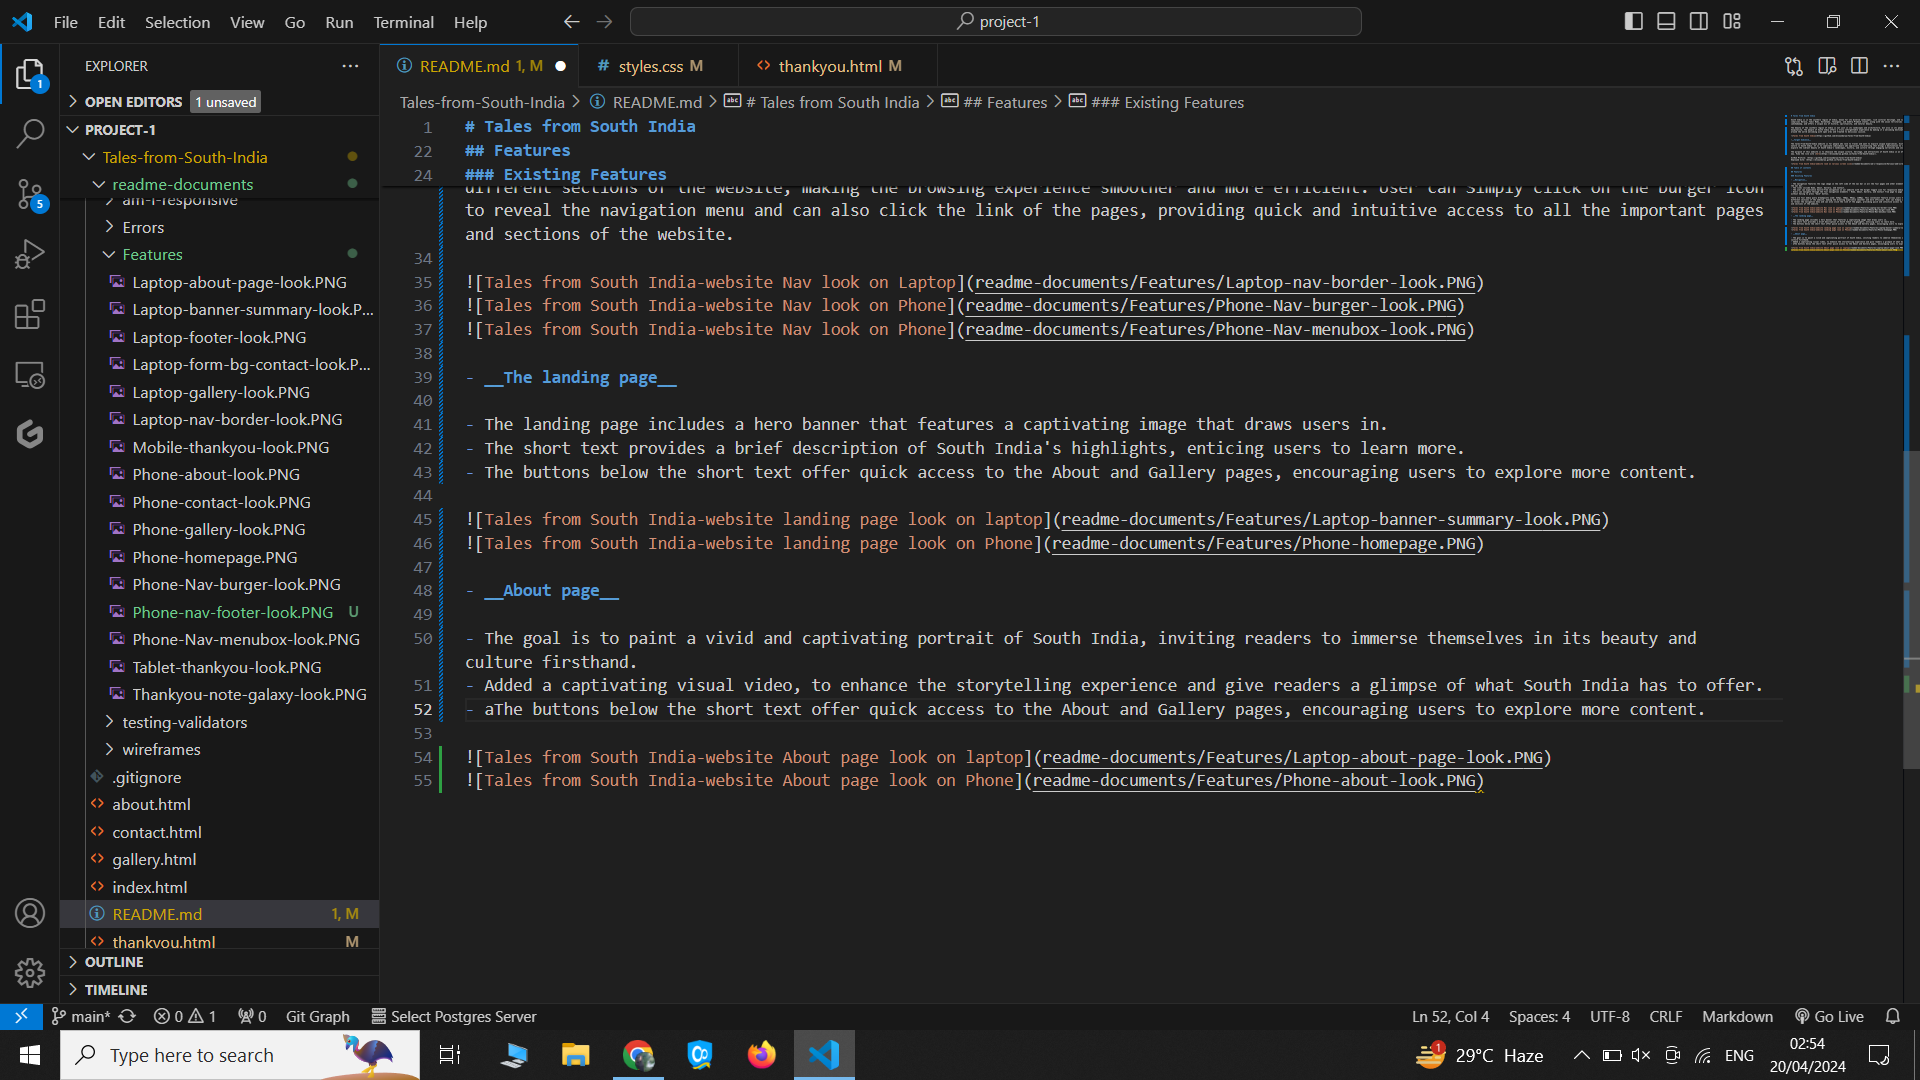 File Edit Selection View Go Run Terminal Help
project-1
EXPLORER
OPEN EDITORS 1 unsaved
PROJECT-1
Tales-from-South-India
readme-documents
am-i-responsive
Errors
Features
Laptop-about-page-look.PNG
Laptop-banner-summary-look.P...
Laptop-footer-look.PNG
Laptop-form-bg-contact-look.P...
Laptop-gallery-look.PNG
Laptop-nav-border-look.PNG
Mobile-thankyou-look.PNG
Phone-about-look.PNG
Phone-contact-look.PNG
Phone-gallery-look.PNG
Phone-homepage.PNG
Phone-Nav-burger-look.PNG
Phone-nav-footer-look.PNG U
Phone-Nav-menubox-look.PNG
Tablet-thankyou-look.PNG
Thankyou-note-galaxy-look.PNG
testing-validators
wireframes
.gitignore
about.html
contact.html
gallery.html
index.html
README.md 1, M
thankyou.html M
OUTLINE
TIMELINE
1
5
README.md 1, M
# styles.css M
<> thankyou.html M
Tales-from-South-India > README.md > # Tales from South India > ## Features > ### Existing Features
1 # Tales from South India
22 ## Features
24 ### Existing Features
different sections of the website, making the browsing experience smoother and more efficient. User can simply click on the burger icon
to reveal the navigation menu and can also click the link of the pages, providing quick and intuitive access to all the important pages
and sections of the website.
34
35 ![Tales from South India-website Nav look on Laptop](readme-documents/Features/Laptop-nav-border-look.PNG)
36 ![Tales from South India-website Nav look on Phone](readme-documents/Features/Phone-Nav-burger-look.PNG)
37 ![Tales from South India-website Nav look on Phone](readme-documents/Features/Phone-Nav-menubox-look.PNG)
38
39 - __The landing page__
40
41 - The landing page includes a hero banner that features a captivating image that draws users in.
42 - The short text provides a brief description of South India's highlights, enticing users to learn more.
43 - The buttons below the short text offer quick access to the About and Gallery pages, encouraging users to explore more content.
44
45 ![Tales from South India-website landing page look on laptop](readme-documents/Features/Laptop-banner-summary-look.PNG)
46 ![Tales from South India-website landing page look on Phone](readme-documents/Features/Phone-homepage.PNG)
47
48 - __About page__
49
50 - The goal is to paint a vivid and captivating portrait of South India, inviting readers to immerse themselves in its beauty and
culture firsthand.
51 - Added a captivating visual video, to enhance the storytelling experience and give readers a glimpse of what South India has to offer.
52 - aThe buttons below the short text offer quick access to the About and Gallery pages, encouraging users to explore more content.
53
54 ![Tales from South India-website About page look on laptop](readme-documents/Features/Laptop-about-page-look.PNG)
55 ![Tales from South India-website About page look on Phone](readme-documents/Features/Phone-about-look.PNG)
main* 0 1 0 Git Graph Select Postgres Server
Ln 52, Col 4 Spaces: 4 UTF-8 CRLF Markdown Go Live
Type here to search
1 29°C Haze
ENG
02:54
20/04/2024